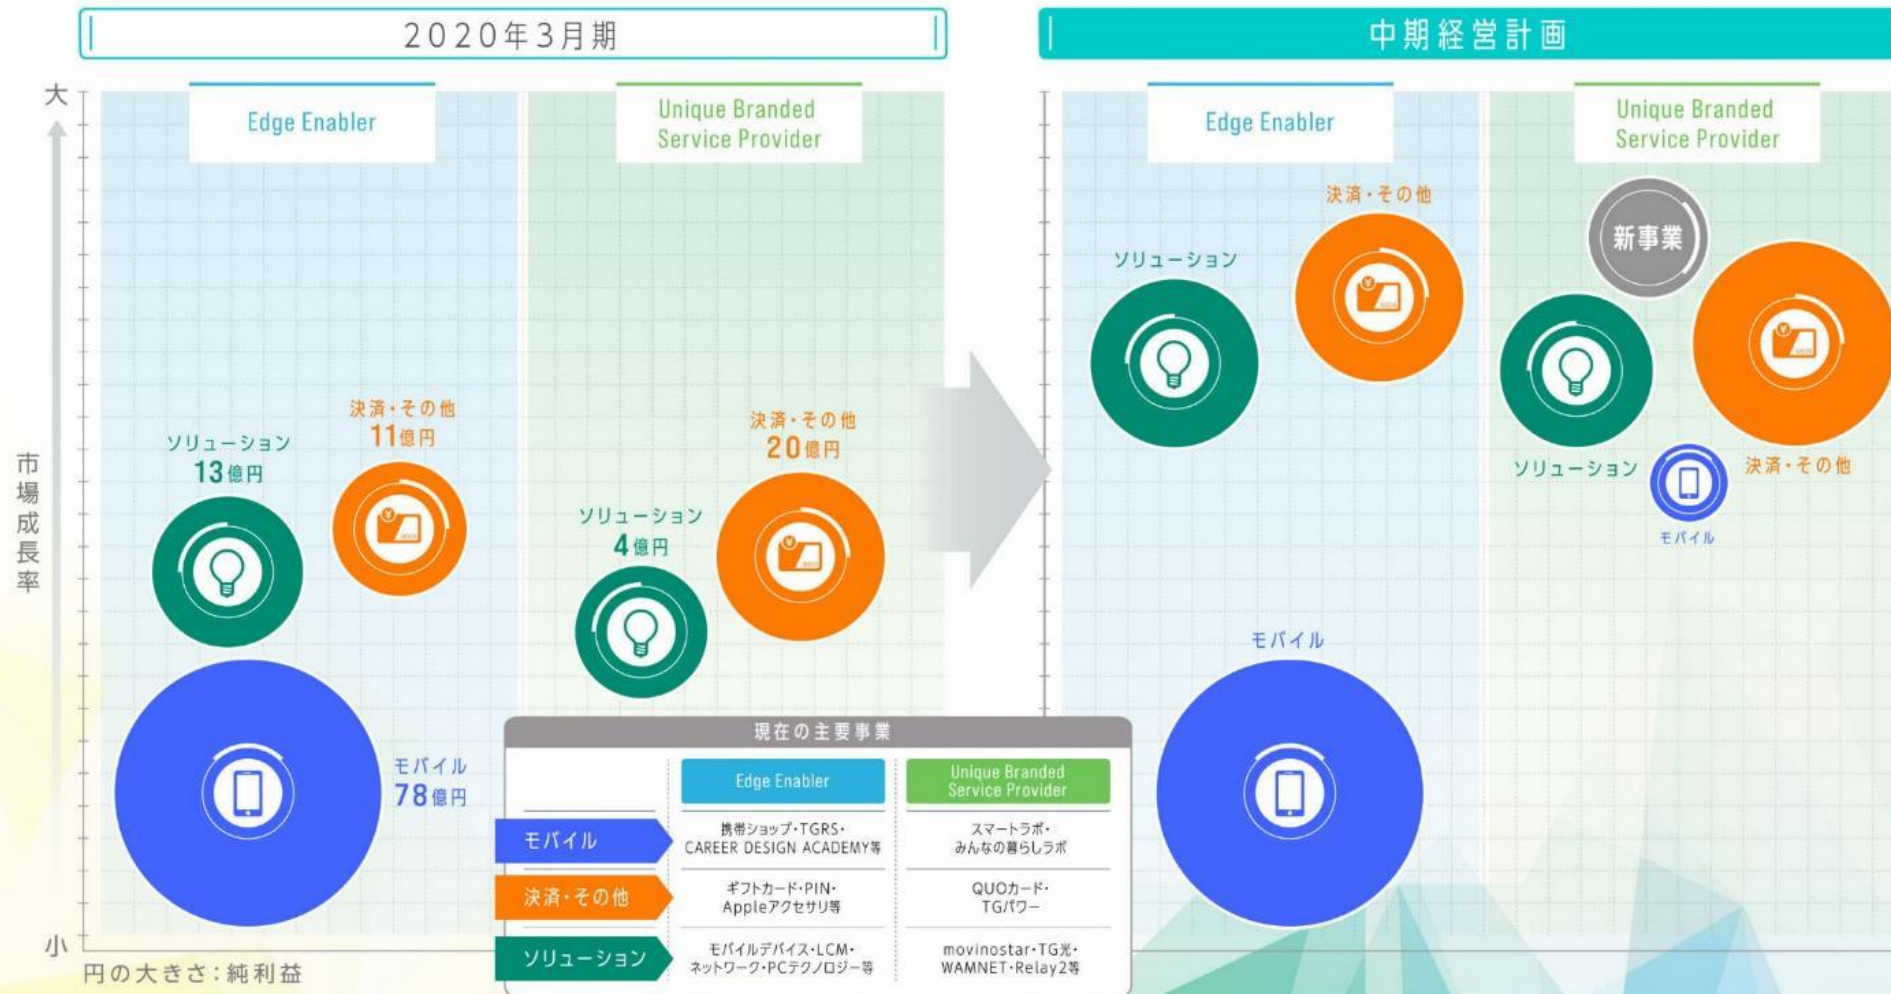 2020年3月期
大
市場成長率
小
Edge Enabler
Unique Branded
Service Provider
ソリューション
13億円
決済・その他
11億円
モバイル
78億円
ソリューション
4億円
決済・その他
20億円
円の大きさ:純利益
中期経営計画
Edge Enabler
Unique Branded
Service Provider
ソリューション
決済・その他
モバイル
新事業
ソリューション
決済・その他
モバイル
現在の主要事業
Edge Enabler
Unique Branded
Service Provider
モバイル
携帯ショップ・TGRS・
CAREER DESIGN ACADEMY等
スマートラボ・
みんなの暮らしラボ
決済・その他
ギフトカード・PIN・
Appleアクセサリ等
QUOカード・
TGパワー
ソリューション
モバイルデバイス・LCM・
ネットワーク・PCテクノロジー等
movinostar・TG光・
WAMNET・Relay2等